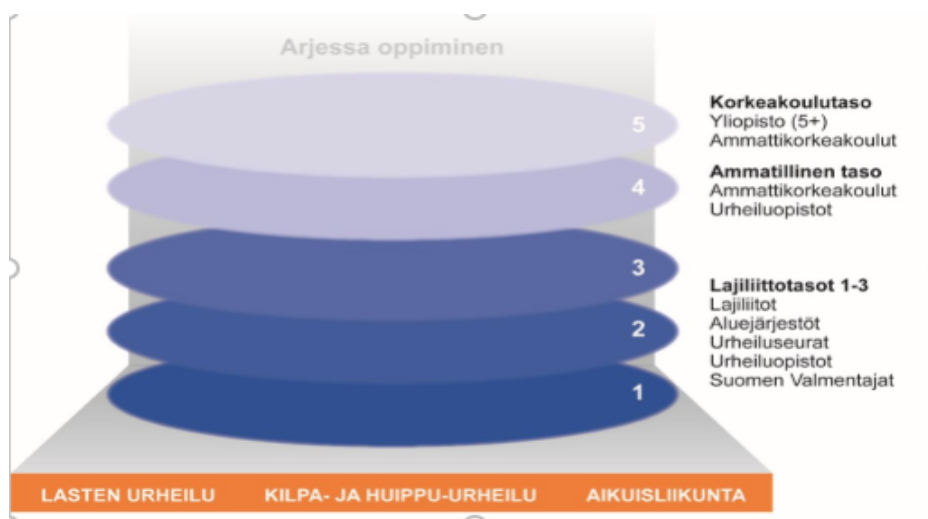 Arjessa oppiminen
5
Korkeakoulutaso
Yliopisto (5+)
Ammattikorkeakoulut
4
Ammatillinen taso
Ammattikorkeakoulut
Urheiluopistot
3
2
1
Lajiliittotasot 1-3
Lajiliitot
Aluejärjestöt
Urheiluseurat
Urheiluopistot
Suomen Valmentajat
LASTEN URHEILU KILPA- JA HUIPPU-URHEILU AIKUISLIIKUNTA